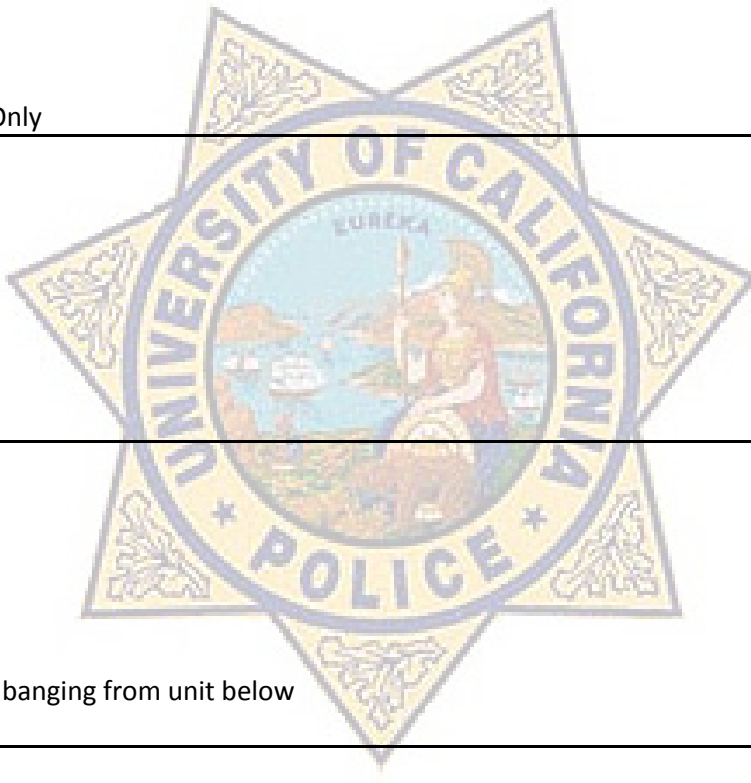 Only
UNIVERSITY OF CALIFORNIA
EUREKA
POLICE
banging from unit below